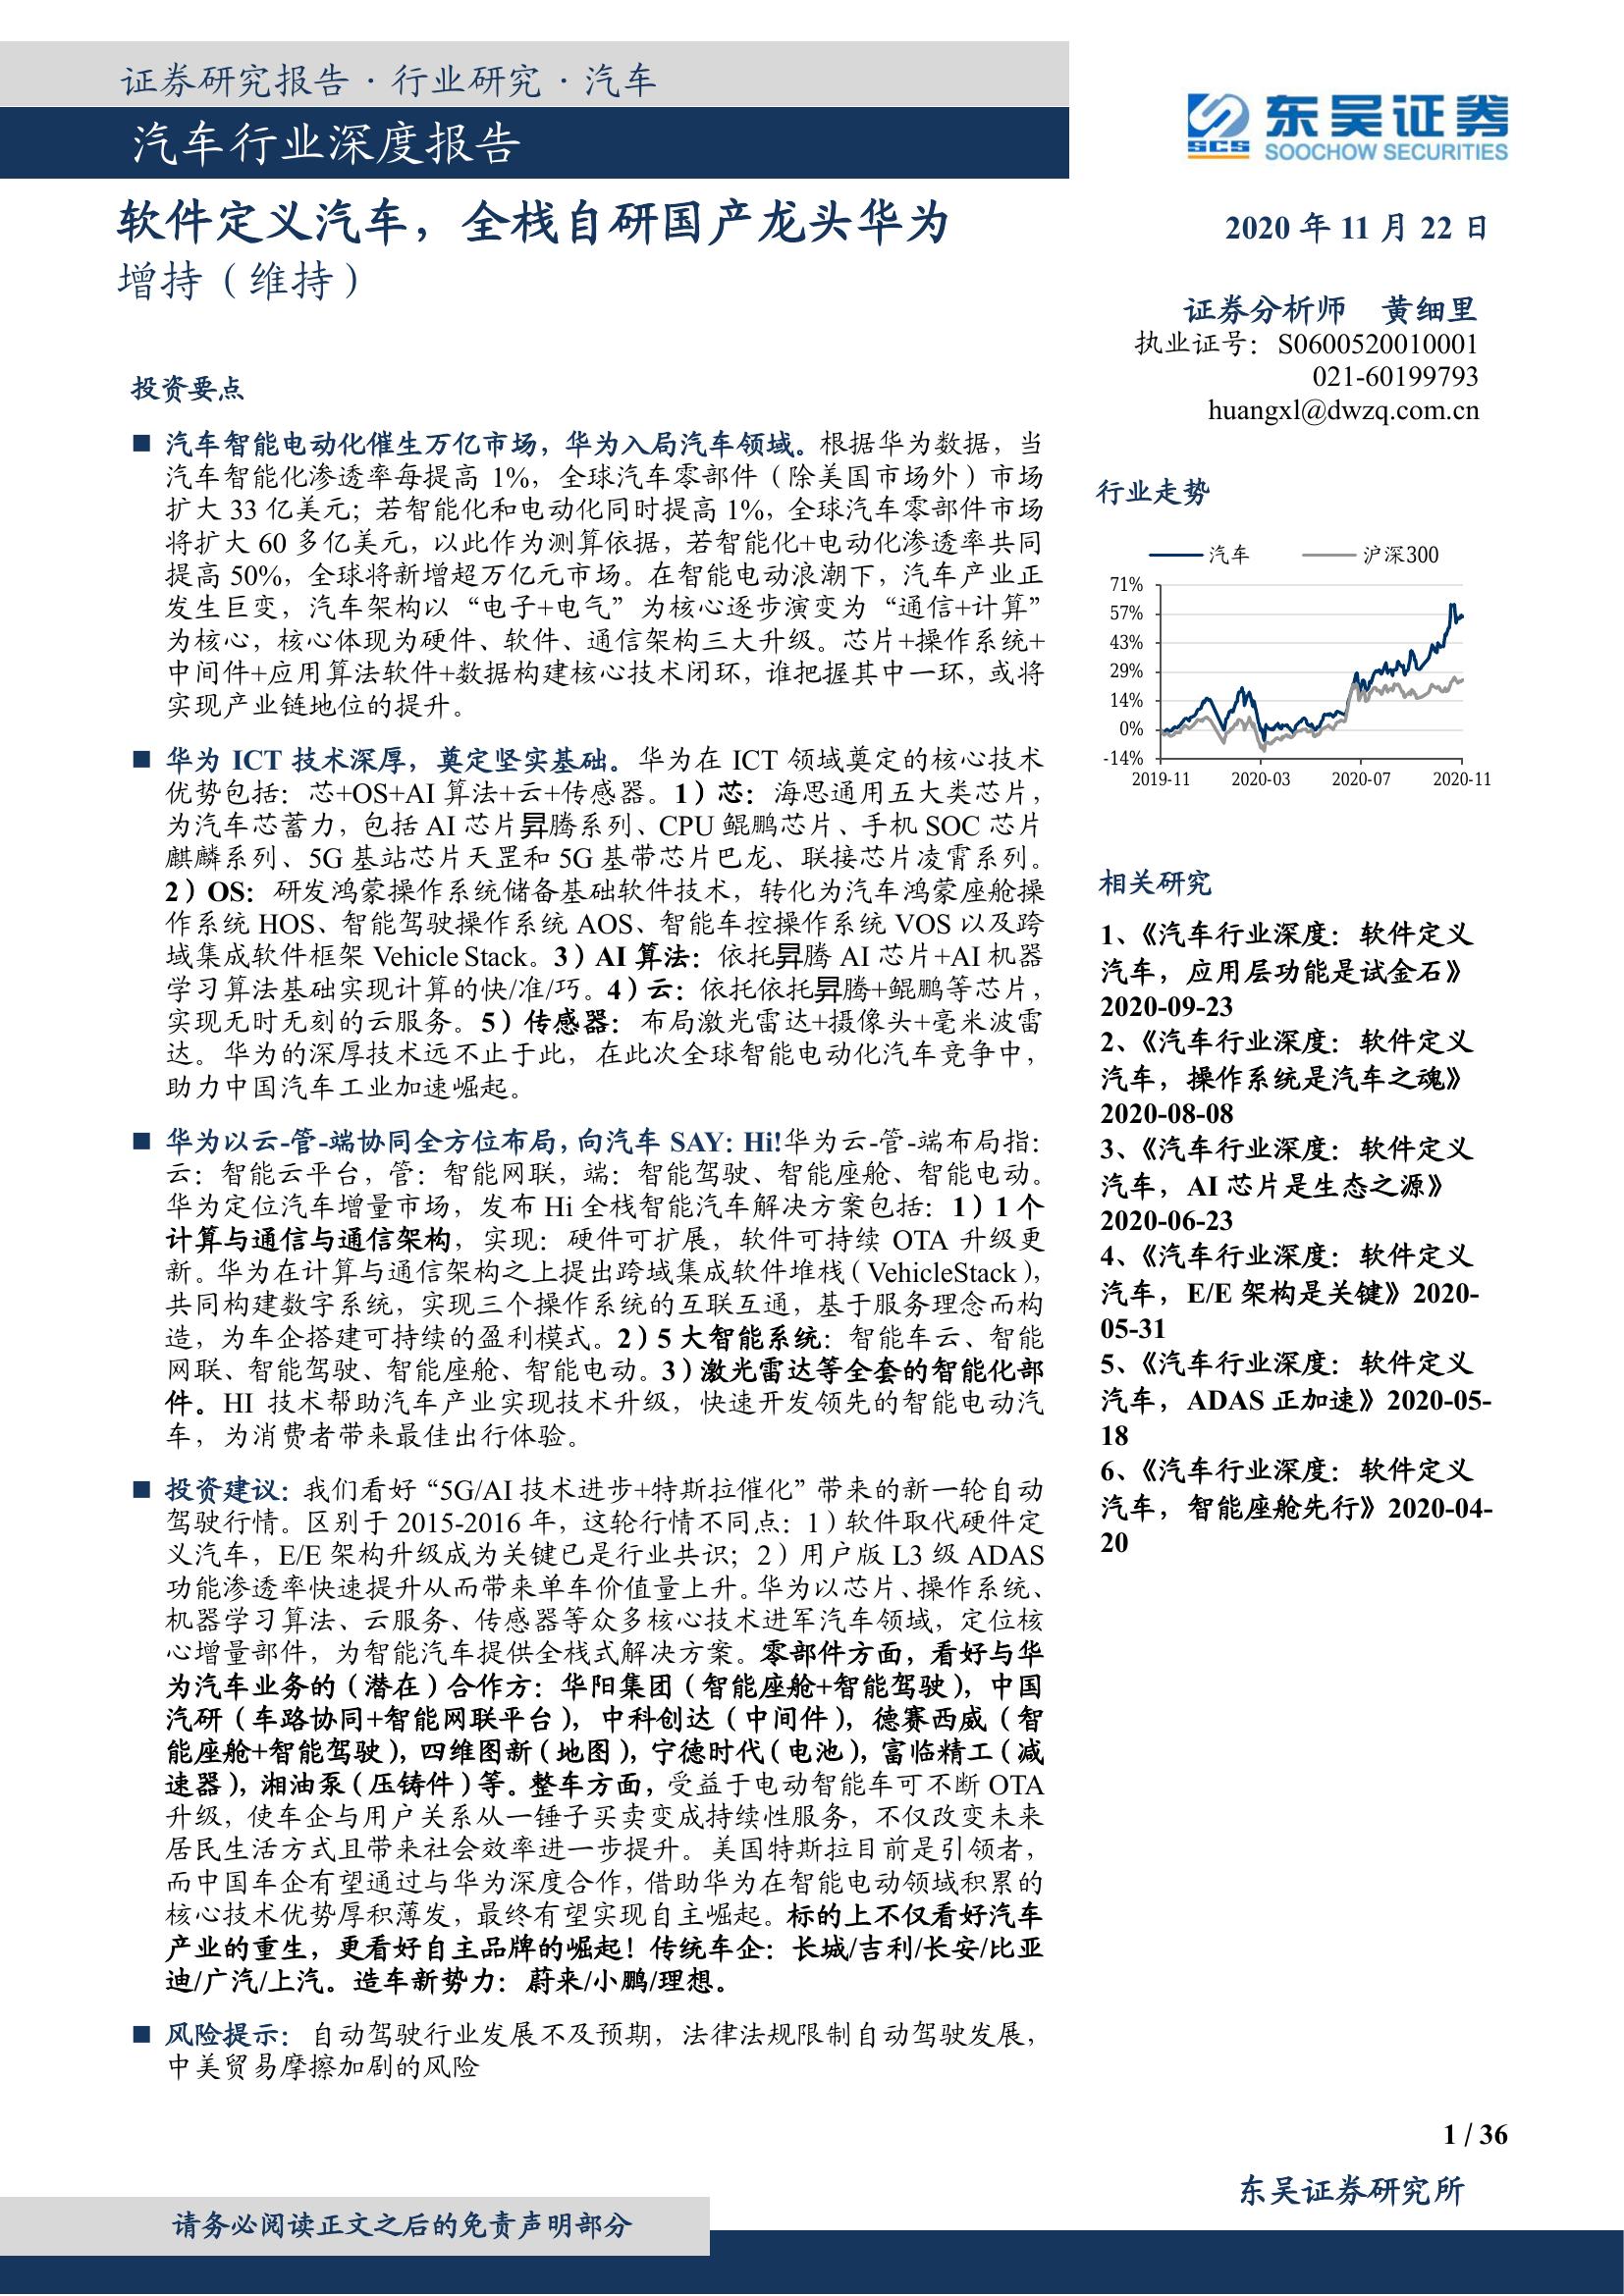 证券研究报告·行业研究·汽车
汽车行业深度报告
东吴证券
SCS
SOOCHOW SECURITIES
软件定义汽车，全栈自研国产龙头华为
增持（维持）
2020 年 11 月 22 日
证券分析师 黄细里
执业证号：S0600520010001
021-60199793
huangxl@dwzq.com.cn
投资要点
■ 汽车智能电动化催生万亿市场，华为入局汽车领域。根据华为数据，当
汽车智能化渗透率每提高 1%，全球汽车零部件（除美国市场外）市场
扩大 33 亿美元；若智能化和电动化同时提高 1%，全球汽车零部件市场
将扩大 60 多亿美元，以此作为测算依据，若智能化+电动化渗透率共同
提高 50%，全球将新增超万亿元市场。在智能电动浪潮下，汽车产业正
发生巨变，汽车架构以“电子+电气”为核心逐步演变为“通信+计算”
为核心，核心体现为硬件、软件、通信架构三大升级。芯片+操作系统+
中间件+应用算法软件+数据构建核心技术闭环，谁把握其中一环，或将
实现产业链地位的提升。
■ 华为 ICT 技术深厚，奠定坚实基础。华为在 ICT 领域奠定的核心技术
优势包括：芯+OS+AI 算法+云+传感器。1）芯：海思通用五大类芯片，
为汽车芯蓄力，包括 AI 芯片昇腾系列、CPU 鲲鹏芯片、手机 SOC 芯片
麒麟系列、5G 基站芯片天罡和 5G 基带芯片巴龙、联接芯片凌霄系列。
2）OS：研发鸿蒙操作系统储备基础软件技术，转化为汽车鸿蒙座舱操
作系统 HOS、智能驾驶操作系统 AOS、智能车控操作系统 VOS 以及跨
域集成软件框架 Vehicle Stack。3）AI 算法：依托昇腾 AI 芯片+AI 机器
学习算法基础实现计算的快/准/巧。4）云：依托依托昇腾+鲲鹏等芯片，
实现无时无刻的云服务。5）传感器：布局激光雷达+摄像头+毫米波雷
达。华为的深厚技术远不止于此，在此次全球智能电动化汽车竞争中，
助力中国汽车工业加速崛起。
■ 华为以云-管-端协同全方位布局，向汽车 SAY: Hi!华为云-管-端布局指：
云：智能云平台，管：智能网联，端：智能驾驶、智能座舱、智能电动。
华为定位汽车增量市场，发布 Hi 全栈智能汽车解决方案包括：1）1 个
计算与通信与通信架构，实现：硬件可扩展，软件可持续 OTA 升级更
新。华为在计算与通信架构之上提出跨域集成软件堆栈（VehicleStack），
共同构建数字系统，实现三个操作系统的互联互通，基于服务理念而构
造，为车企搭建可持续的盈利模式。2）5 大智能系统：智能车云、智能
网联、智能驾驶、智能座舱、智能电动。3）激光雷达等全套的智能化部
件。HI 技术帮助汽车产业实现技术升级，快速开发领先的智能电动汽
车，为消费者带来最佳出行体验。
■ 投资建议：我们看好“5G/AI 技术进步+特斯拉催化”带来的新一轮自动
驾驶行情。区别于 2015-2016 年，这轮行情不同点：1）软件取代硬件定
义汽车，E/E 架构升级成为关键已是行业共识；2）用户版 L3 级 ADAS
功能渗透率快速提升从而带来单车价值量上升。华为以芯片、操作系统、
机器学习算法、云服务、传感器等众多核心技术进军汽车领域，定位核
心增量部件，为智能汽车提供全栈式解决方案。零部件方面，看好与华
为汽车业务的（潜在）合作方：华阳集团（智能座舱+智能驾驶），中国
汽研（车路协同+智能网联平台），中科创达（中间件），德赛西威（智
能座舱+智能驾驶），四维图新（地图），宁德时代（电池），富临精工（减
速器），湘油泵（压铸件）等。整车方面，受益于电动智能车可不断 OTA
升级，使车企与用户关系从一锤子买卖变成持续性服务，不仅改变未来
居民生活方式且带来社会效率进一步提升。美国特斯拉目前是引领者，
而中国车企有望通过与华为深度合作，借助华为在智能电动领域积累的
核心技术优势厚积薄发，最终有望实现自主崛起。标的上不仅看好汽车
产业的重生，更看好自主品牌的崛起！传统车企：长城/吉利/长安/比亚
迪/广汽/上汽。造车新势力：蔚来/小鹏/理想。
■ 风险提示：自动驾驶行业发展不及预期，法律法规限制自动驾驶发展，
中美贸易摩擦加剧的风险
行业走势
汽车 沪深300
71%
57%
43%
29%
14%
0%
-14%
2019-11 2020-03 2020-07 2020-11
相关研究
1、《汽车行业深度：软件定义
汽车，应用层功能是试金石》
2020-09-23
2、《汽车行业深度：软件定义
汽车，操作系统是汽车之魂》
2020-08-08
3、《汽车行业深度：软件定义
汽车，AI 芯片是生态之源》
2020-06-23
4、《汽车行业深度：软件定义
汽车，E/E 架构是关键》2020-
05-31
5、《汽车行业深度：软件定义
汽车，ADAS 正加速》2020-05-
18
6、《汽车行业深度：软件定义
汽车，智能座舱先行》2020-04-
20
1 / 36
东吴证券研究所
请务必阅读正文之后的免责声明部分